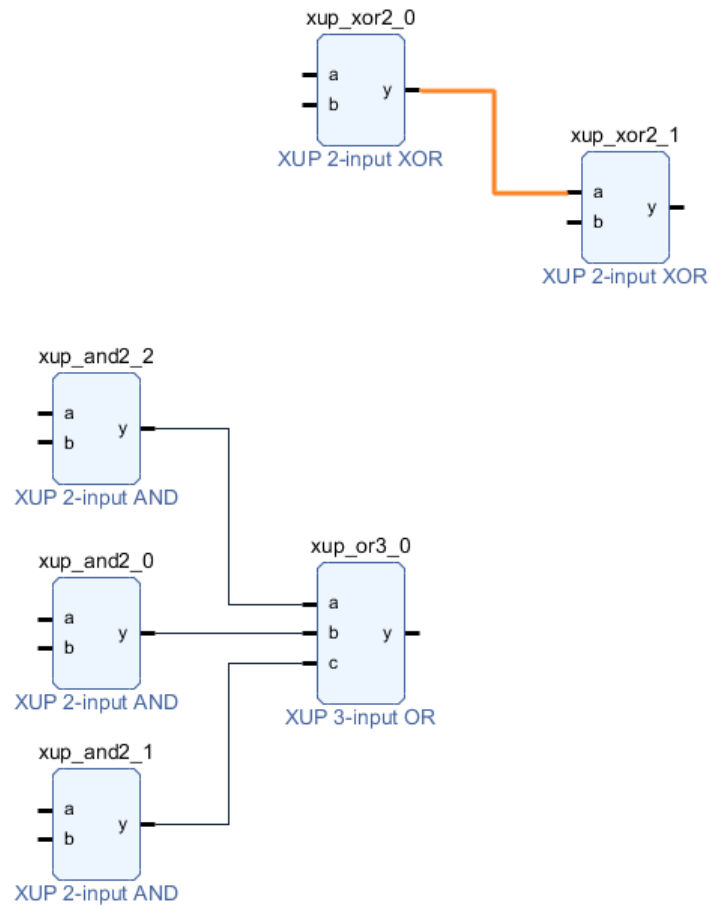 xup_xor2_0
a
b
y
XUP 2-input XOR
xup_xor2_1
a
b
y
XUP 2-input XOR
xup_and2_2
a
b
y
XUP 2-input AND
xup_and2_0
a
b
y
XUP 2-input AND
xup_or3_0
a
b
c
y
XUP 3-input OR
xup_and2_1
a
b
y
XUP 2-input AND